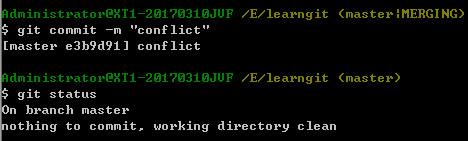 Administrator@XT1-20170310JVF /E/learngit (master|MERGING)
$ git commit -m "conflict"
[master e3b9d91] conflict
Administrator@XT1-20170310JVF /E/learngit (master)
$ git status
On branch master
nothing to commit, working directory clean